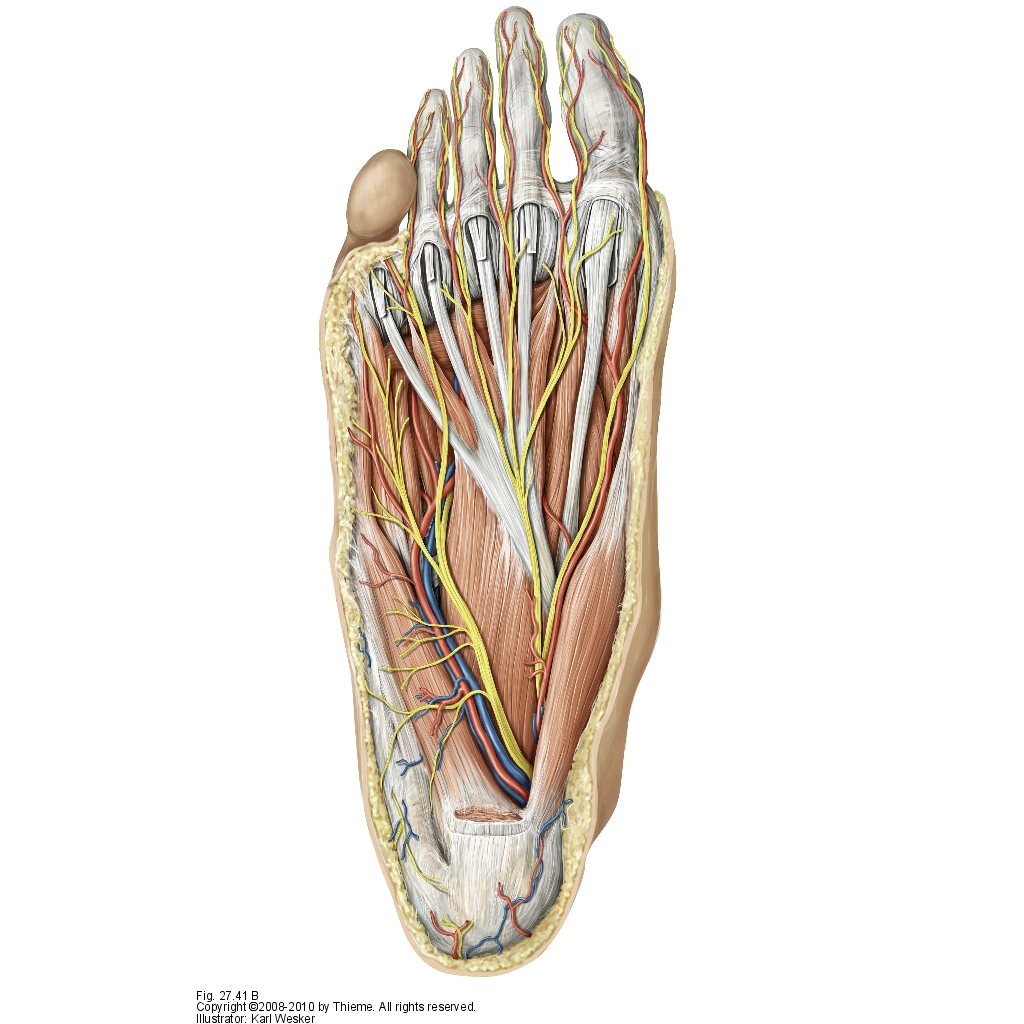 Fig. 27.41 B
Copyright ©2008-2010 by Thieme. All rights reserved.
Illustrator: Karl Wesker